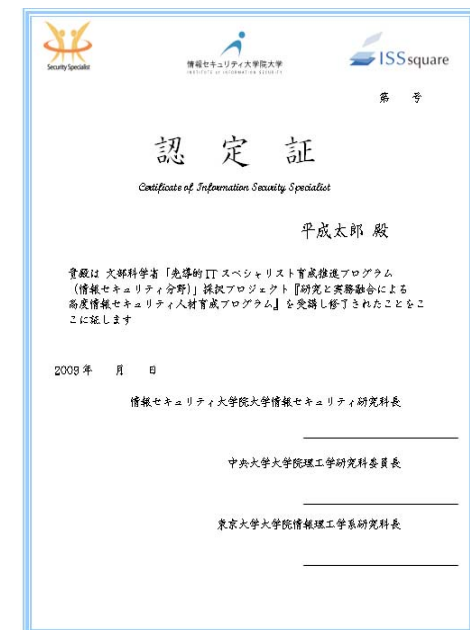 Security Specialist
情報セキュリティ大学院大学
INSTITUTE of INFORMATION SECURITY
ISSsquare
第 号
認 定 証
Certificate of Information Security Specialist
平成太郎 殿
貴殿は 文部科学省「先導的ITスペシャリスト育成推進プログラム
（情報セキュリティ分野）」採択プロジェクト『研究と実務融合による
高度情報セキュリティ人材育成プログラム』を受講し修了されたことをこ
こに証します
2009年 月 日
情報セキュリティ大学院大学情報セキュリティ研究科長
中央大学大学院理工学研究科委員長
東京大学大学院情報理工学系研究科長